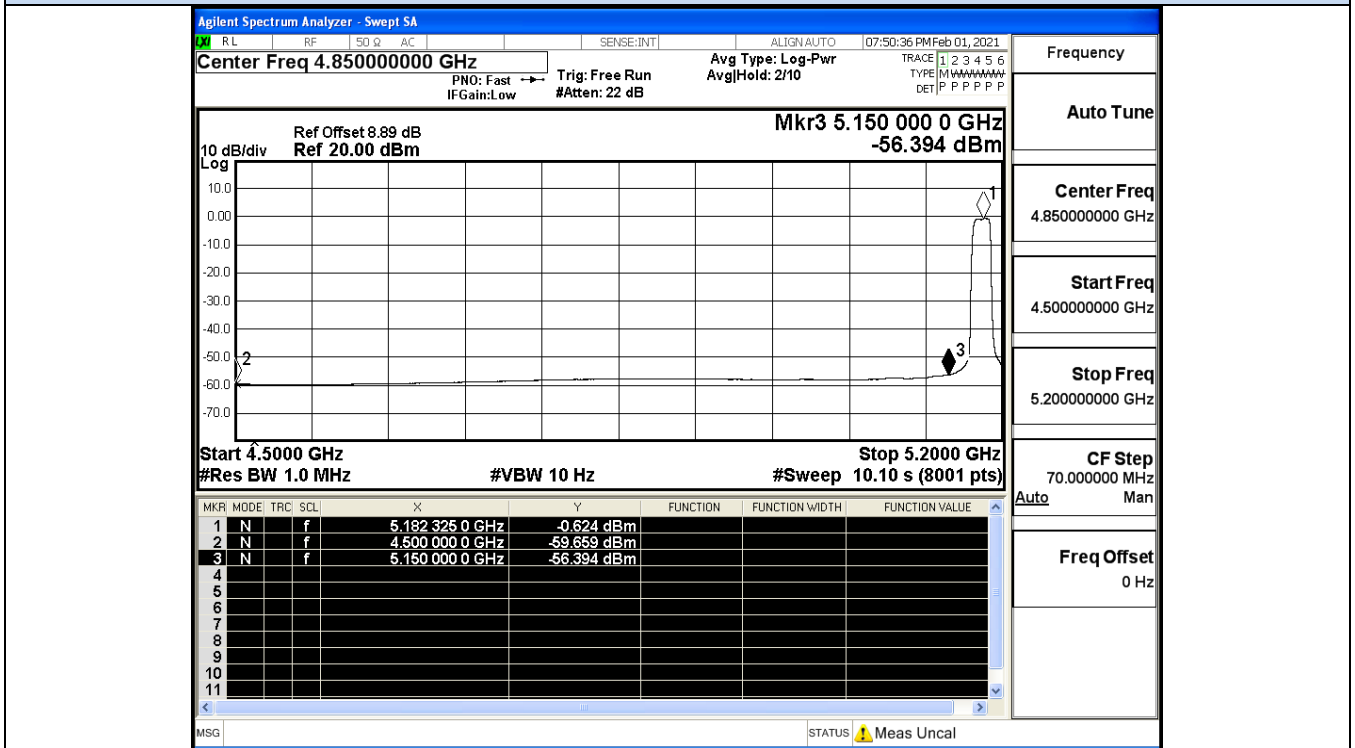 Agilent Spectrum Analyzer - Swept SA
LXI RL RF 50 Ω AC SENSE:INT ALIGN AUTO 07:50:36 PM Feb 01, 2021
Center Freq 4.850000000 GHz
PNO: Fast
IFGain:Low
Trig: Free Run
#Atten: 22 dB
Avg Type: Log-Pwr
Avg|Hold: 2/10
TRACE 1 2 3 4 5 6
TYPE M WWWWW
DET P P P P P P
Mkr3 5.150 000 0 GHz
-56.394 dBm
Ref Offset 8.89 dB
10 dB/div Ref 20.00 dBm
Log
10.0
0.00
-10.0
-20.0
-30.0
-40.0
-50.0
-60.0
-70.0
1
2
3
Start 4.5000 GHz Stop 5.2000 GHz
#Res BW 1.0 MHz #VBW 10 Hz #Sweep 10.10 s (8001 pts)
MKR MODE TRC SCL X Y FUNCTION FUNCTION WIDTH FUNCTION VALUE
1 N f 5.182 325 0 GHz -0.624 dBm
2 N f 4.500 000 0 GHz -59.659 dBm
3 N f 5.150 000 0 GHz -56.394 dBm
4
5
6
7
8
9
10
11
MSG STATUS Meas Uncal
Frequency
Auto Tune
Center Freq
4.850000000 GHz
Start Freq
4.500000000 GHz
Stop Freq
5.200000000 GHz
CF Step
70.000000 MHz
Auto Man
Freq Offset
0 Hz